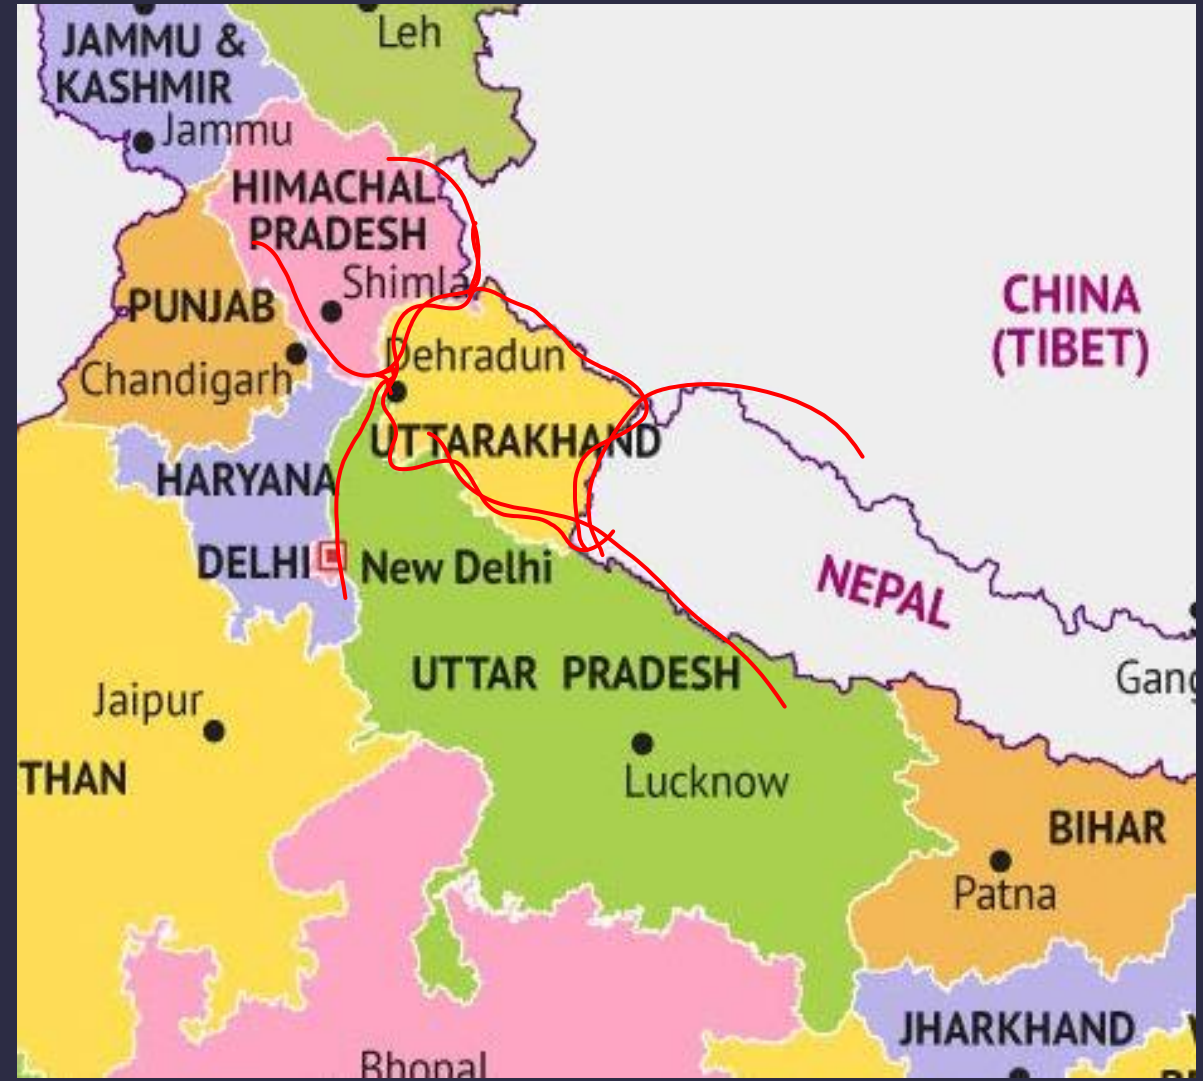 Leh
JAMMU &
KASHMIR
Jammu
HIMACHAL
PRADESH
Shimla
PUNJAB
CHINA
(TIBET)
Dehradun
Chandigarh
UTTARAKHAND
HARYANA
DELHI
New Delhi
NEPAL
UTTAR PRADESH
Gang
Jaipur
Lucknow
THAN
BIHAR
Patna
JHARKHAND
Bhopal